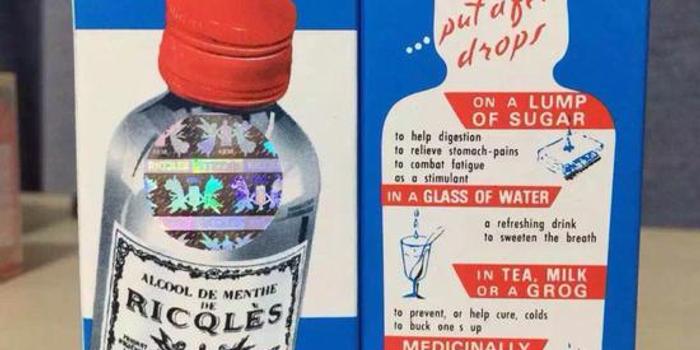 ALCOOL DE MENTHE
DE
RICQLÈS
put a few
drops
ON A LUMP
OF SUGAR
to help digestion
to relieve stomach-pains
to combat fatigue
as a stimulant
IN A GLASS OF WATER
a refreshing drink
to sweeten the breath
IN TEA, MILK
OR A GROG
to prevent, or help cure, colds
to buck one s up
MEDICINALLY